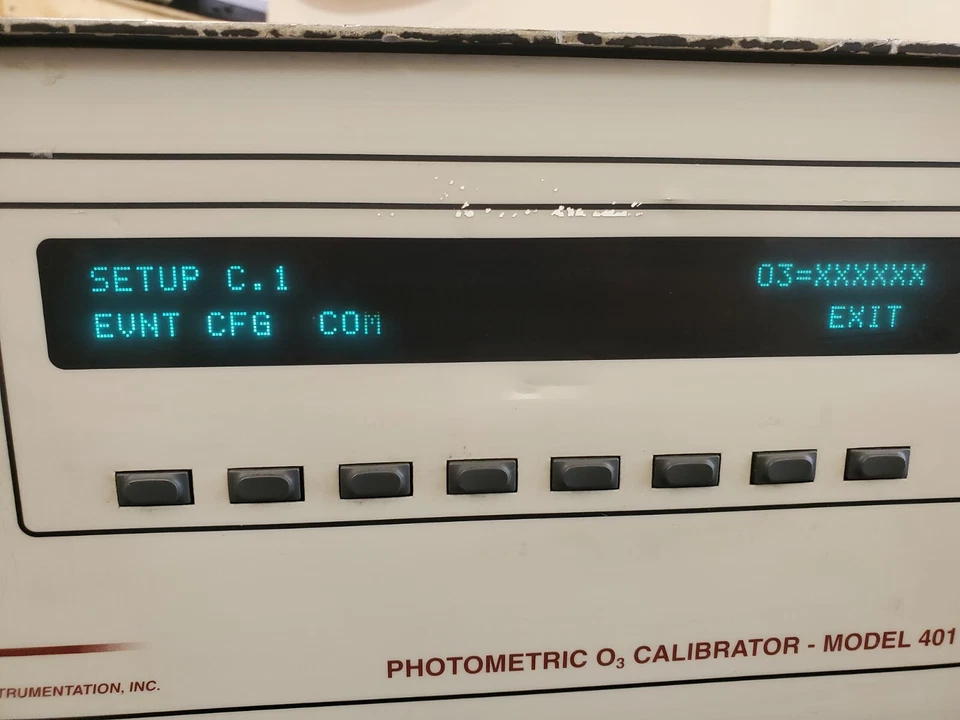 SETUP C.1 O3=XXXXXX
EVNT CFG COM EXIT
PHOTOMETRIC O₃ CALIBRATOR - MODEL 401
TRUMENTATION, INC.